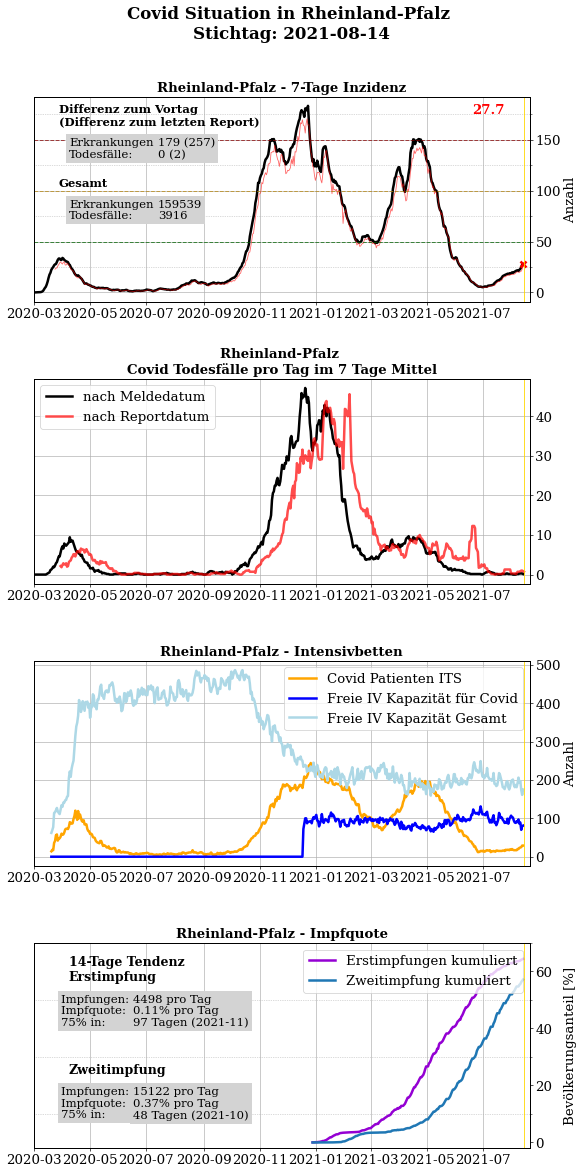 Covid Situation in Rheinland-Pfalz
Stichtag: 2021-08-14
Rheinland-Pfalz - 7-Tage Inzidenz
Differenz zum Vortag
(Differenz zum letzten Report)
27.7
Erkrankungen 179 (257)
Todesfälle: 0 (2)
Gesamt
Erkrankungen 159539
Todesfälle: 3916
150
100
50
0
Anzahl
2020-03 2020-05 2020-07 2020-09 2020-11 2021-01 2021-03 2021-05 2021-07
Rheinland-Pfalz
Covid Todesfälle pro Tag im 7 Tage Mittel
nach Meldedatum
nach Reportdatum
40
30
20
10
0
2020-03 2020-05 2020-07 2020-09 2020-11 2021-01 2021-03 2021-05 2021-07
Rheinland-Pfalz - Intensivbetten
Covid Patienten ITS
Freie IV Kapazität für Covid
Freie IV Kapazität Gesamt
500
400
300
200
100
0
Anzahl
2020-03 2020-05 2020-07 2020-09 2020-11 2021-01 2021-03 2021-05 2021-07
Rheinland-Pfalz - Impfquote
14-Tage Tendenz
Erstimpfung
Impfungen: 4498 pro Tag
Impfquote: 0.11% pro Tag
75% in: 97 Tagen (2021-11)
Zweitimpfung
Impfungen: 15122 pro Tag
Impfquote: 0.37% pro Tag
75% in: 48 Tagen (2021-10)
Erstimpfungen kumuliert
Zweitimpfung kumuliert
60
40
20
0
Bevölkerungsanteil [%]
2020-03 2020-05 2020-07 2020-09 2020-11 2021-01 2021-03 2021-05 2021-07